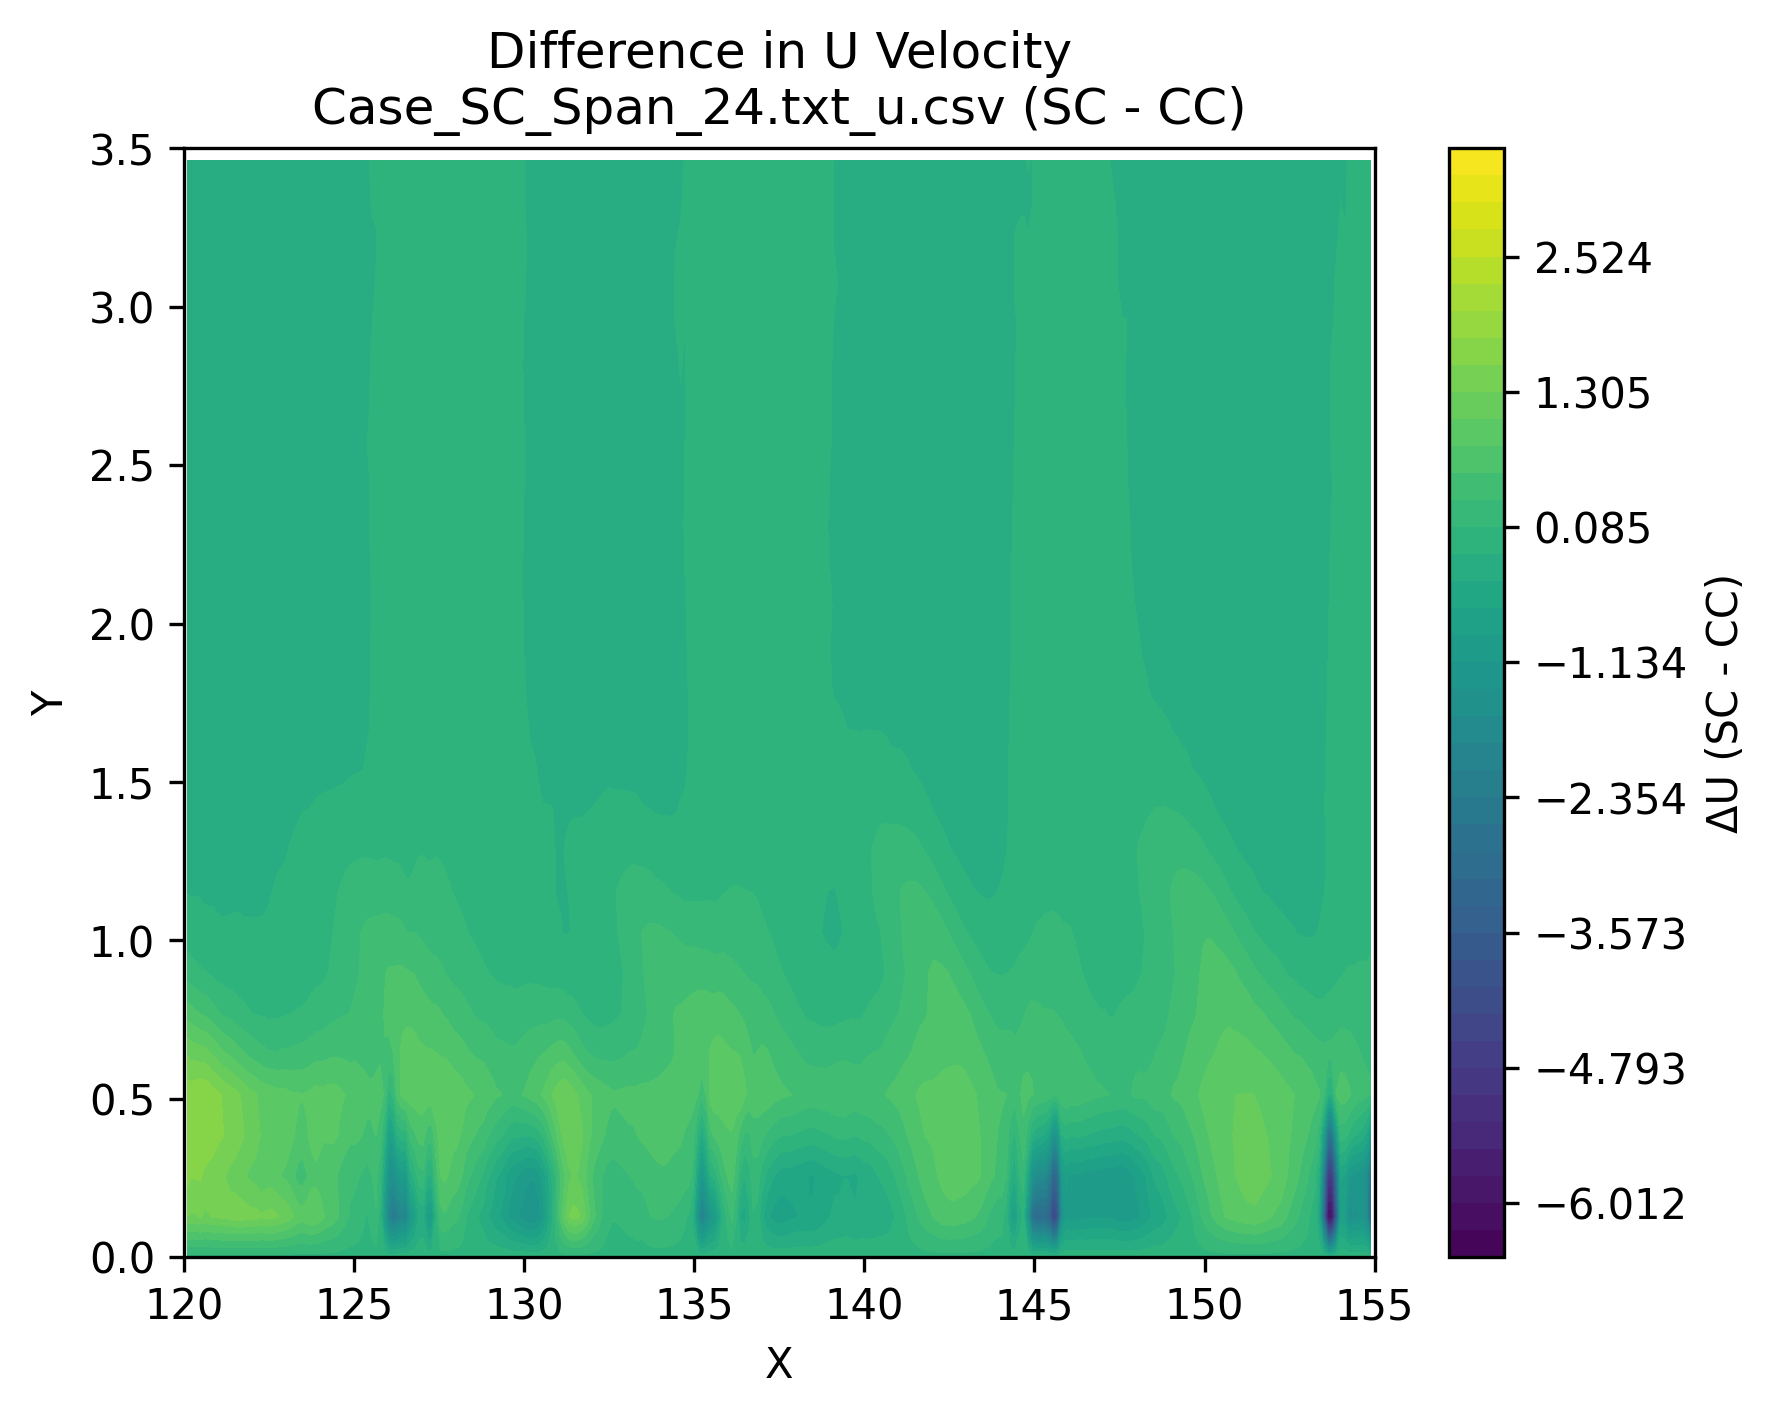 Difference in U Velocity
Case_SC_Span_24.txt_u.csv (SC - CC)
3.5
3.0
2.5
2.0
1.5
1.0
0.5
0.0
Y
120 125 130 135 140 145 150 155
X
2.524
1.305
0.085
−1.134
−2.354
−3.573
−4.793
−6.012
ΔU (SC - CC)